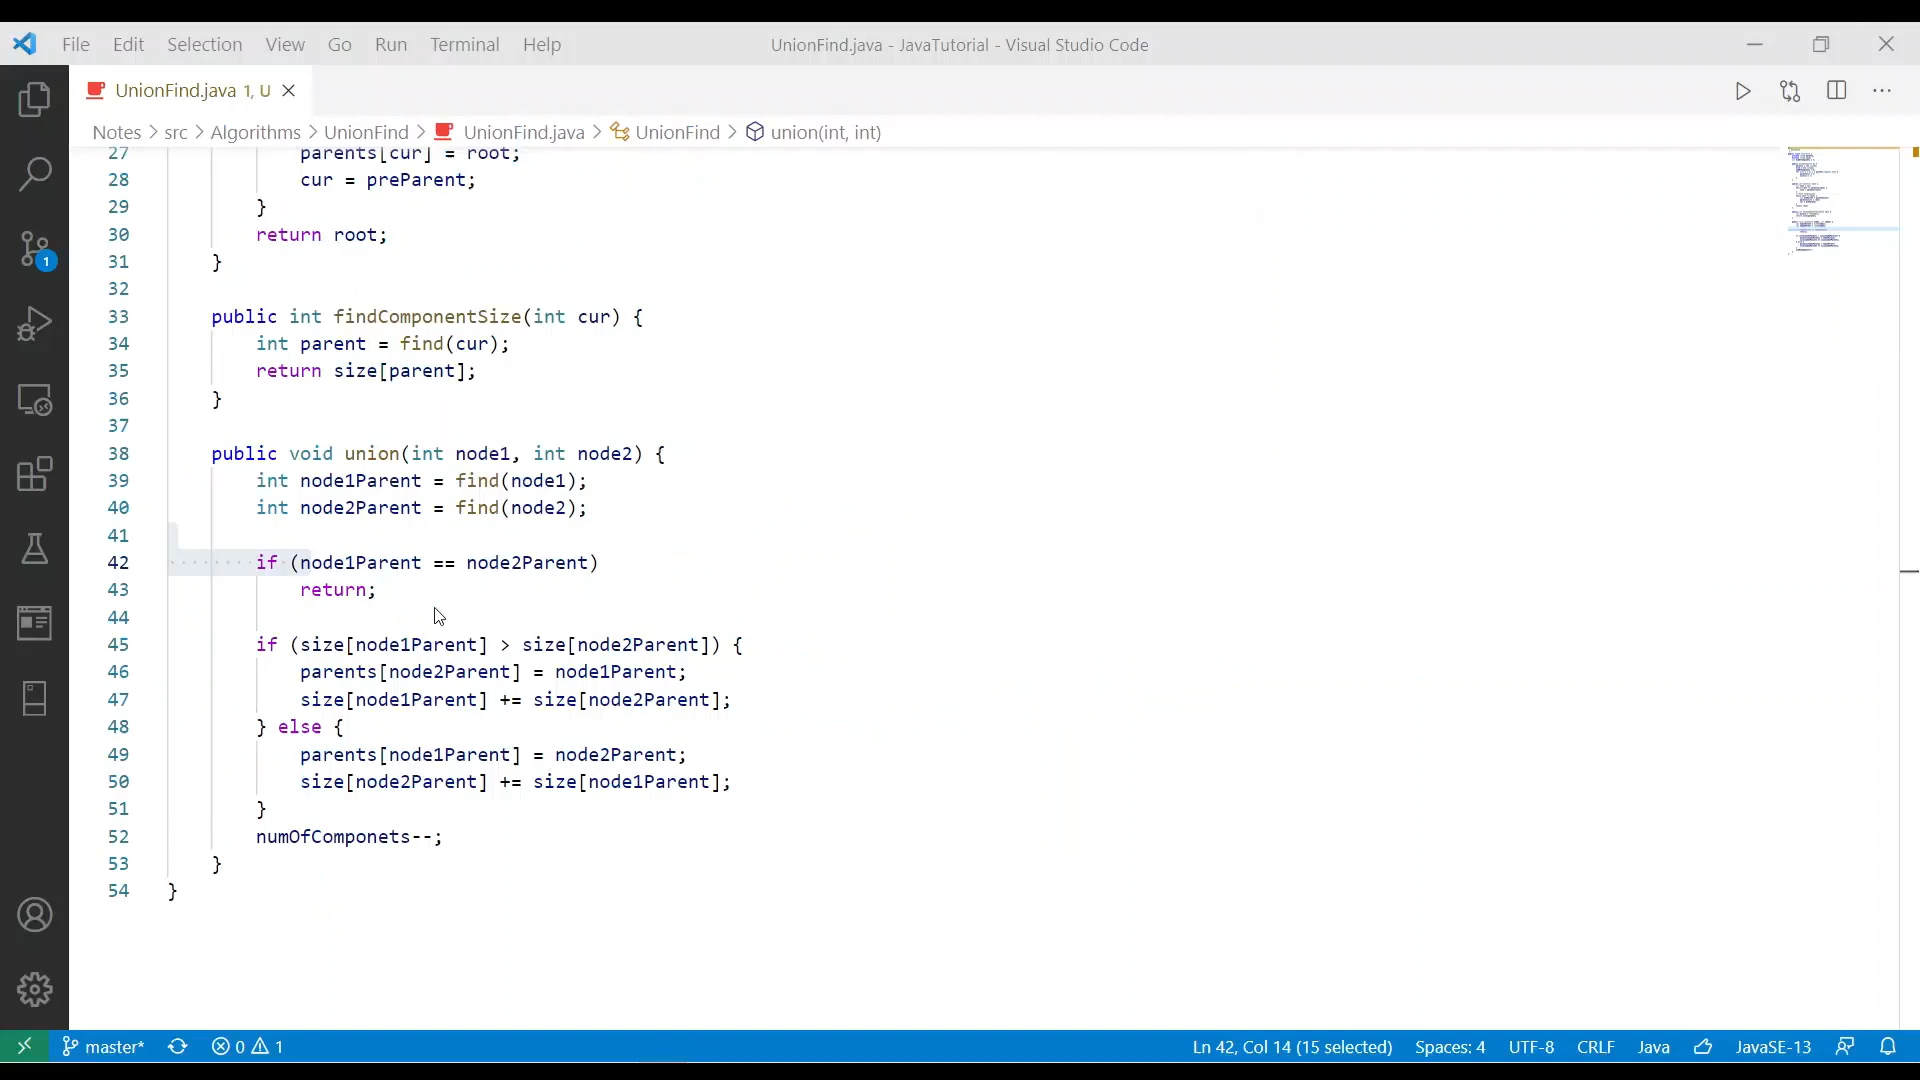 File Edit Selection View Go Run Terminal Help UnionFind.java - JavaTutorial - Visual Studio Code
UnionFind.java 1, U
Notes > src > Algorithms > UnionFind > UnionFind.java > UnionFind > union(int, int)
27 parents[cur] = root;
28 cur = preParent;
29 }
30 return root;
31 }
32
33 public int findComponentSize(int cur) {
34 int parent = find(cur);
35 return size[parent];
36 }
37
38 public void union(int node1, int node2) {
39 int node1Parent = find(node1);
40 int node2Parent = find(node2);
41
42 if (node1Parent == node2Parent)
43 return;
44
45 if (size[node1Parent] > size[node2Parent]) {
46 parents[node2Parent] = node1Parent;
47 size[node1Parent] += size[node2Parent];
48 } else {
49 parents[node1Parent] = node2Parent;
50 size[node2Parent] += size[node1Parent];
51 }
52 numOfComponets--;
53 }
54 }
1
master* 0 1 Ln 42, Col 14 (15 selected) Spaces: 4 UTF-8 CRLF Java JavaSE-13